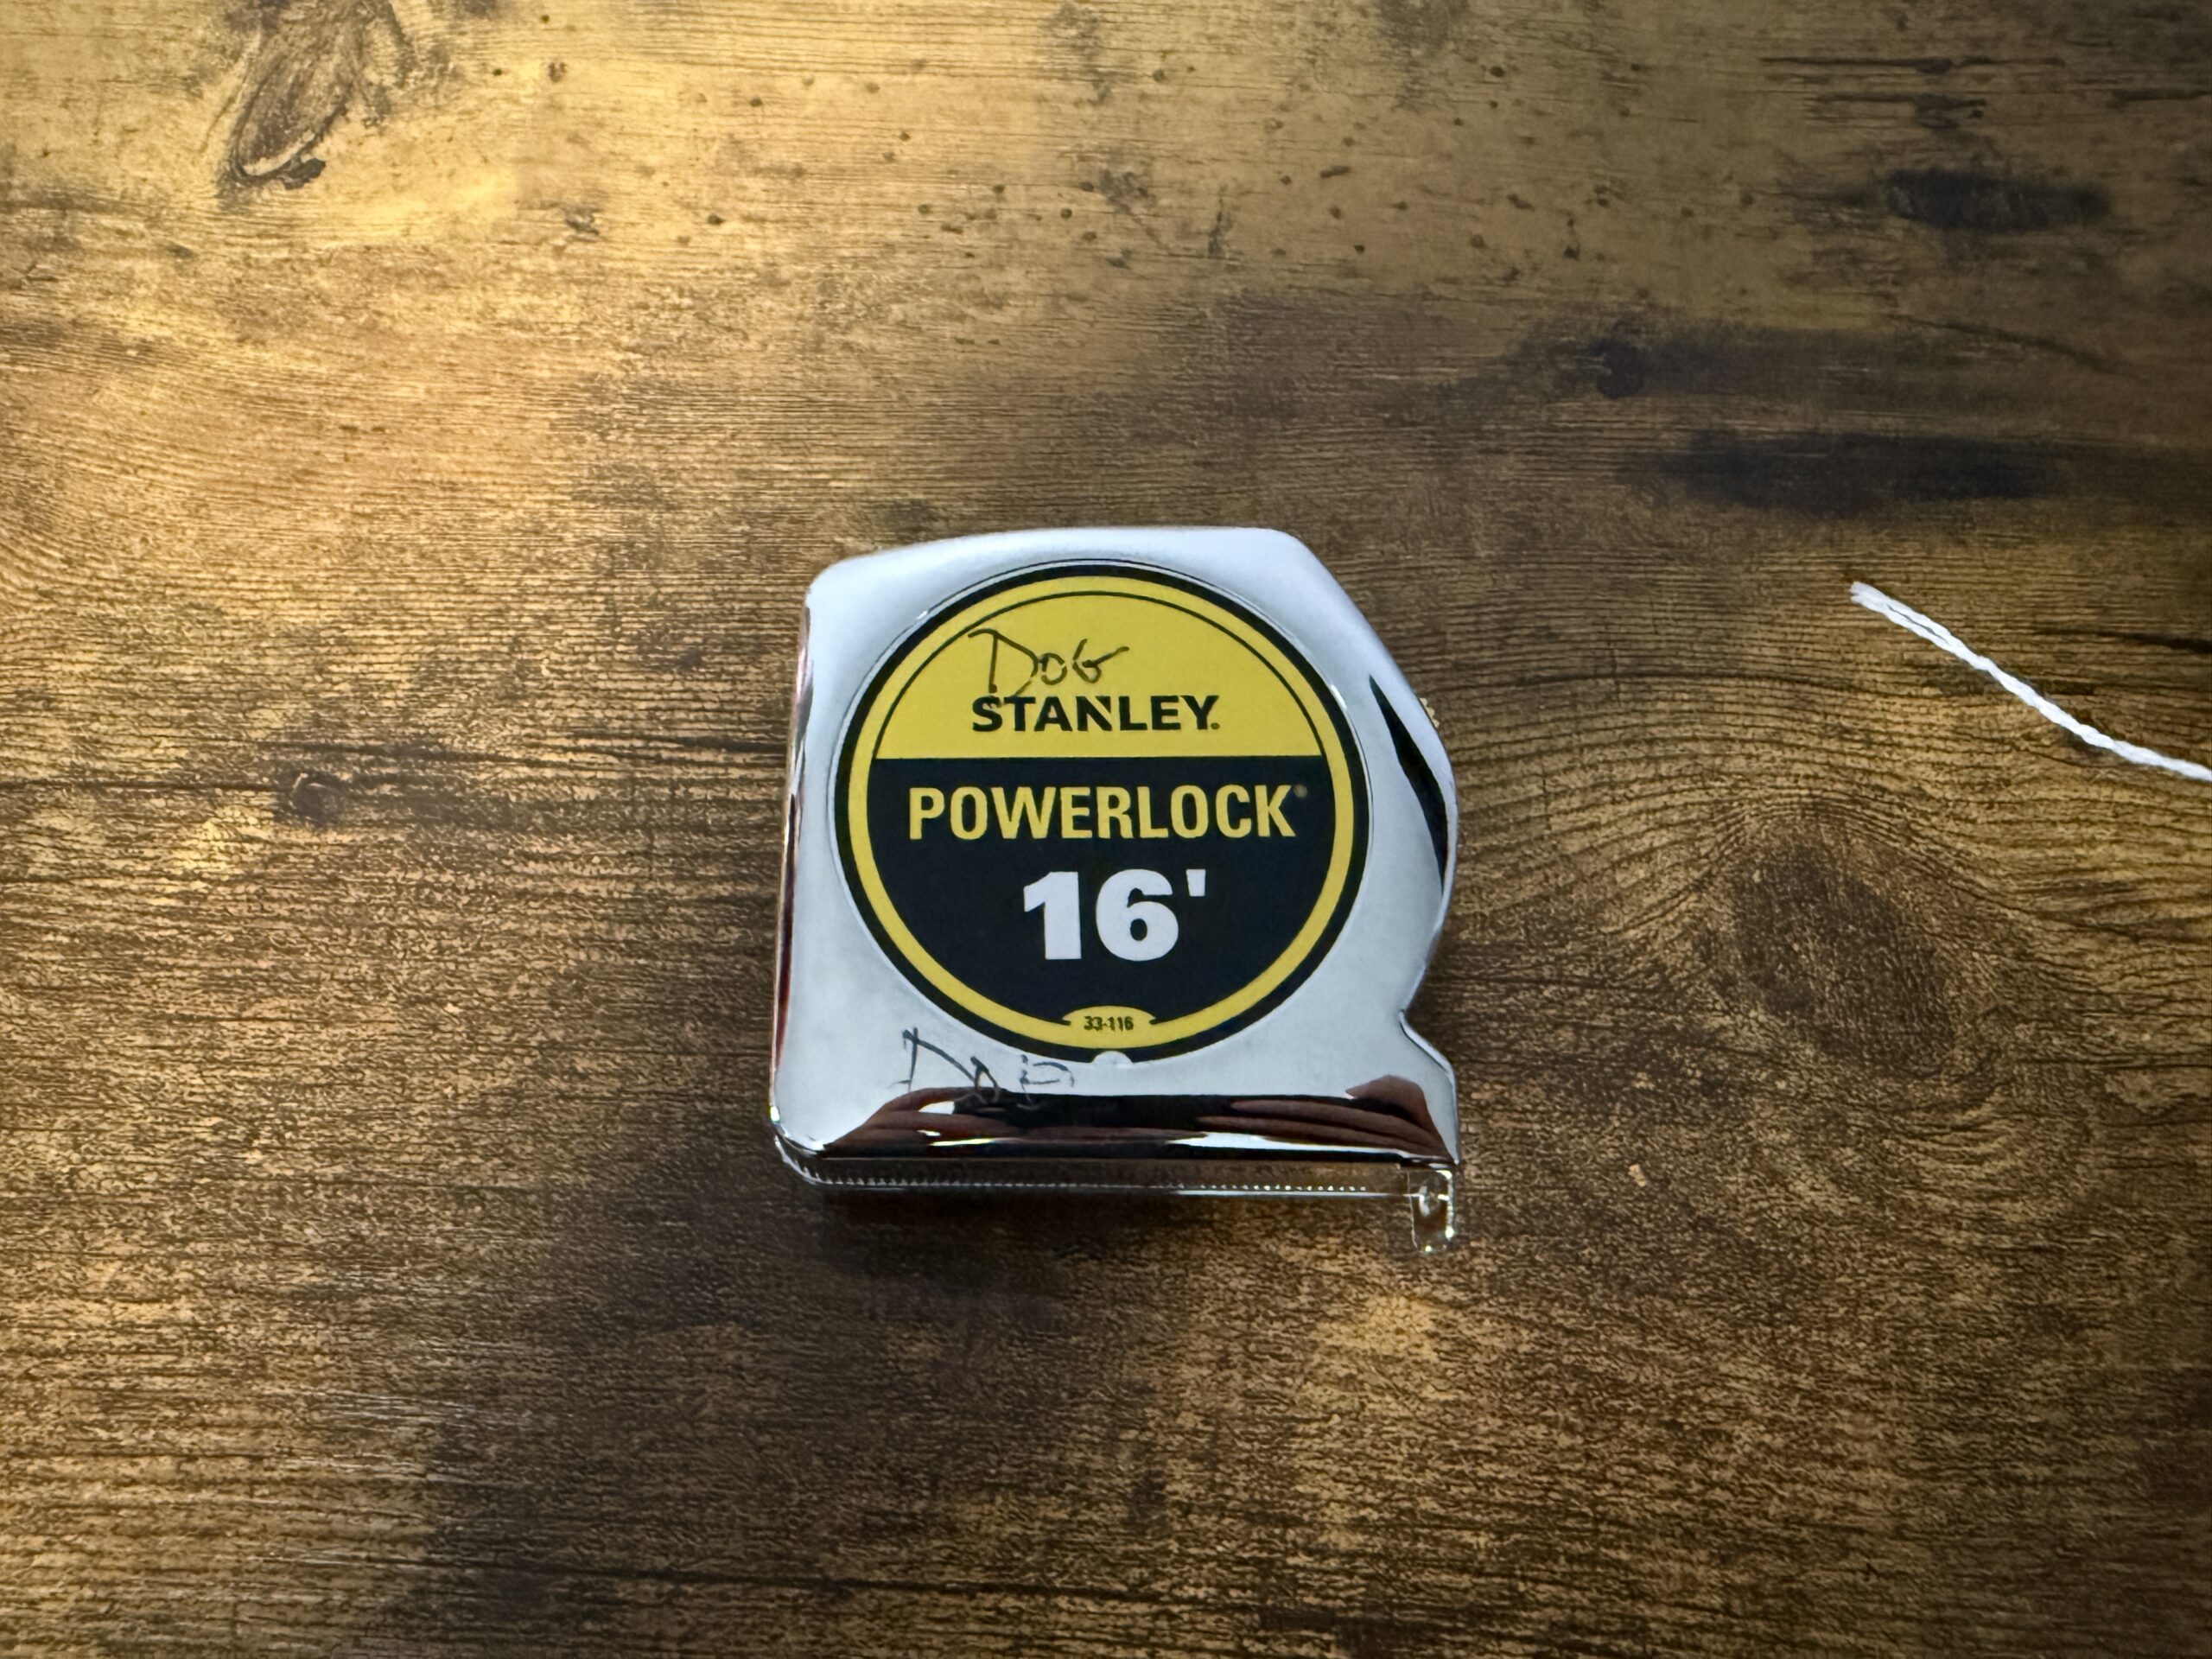 DOG
STANLEY®
POWERLOCK®
16'
33-116